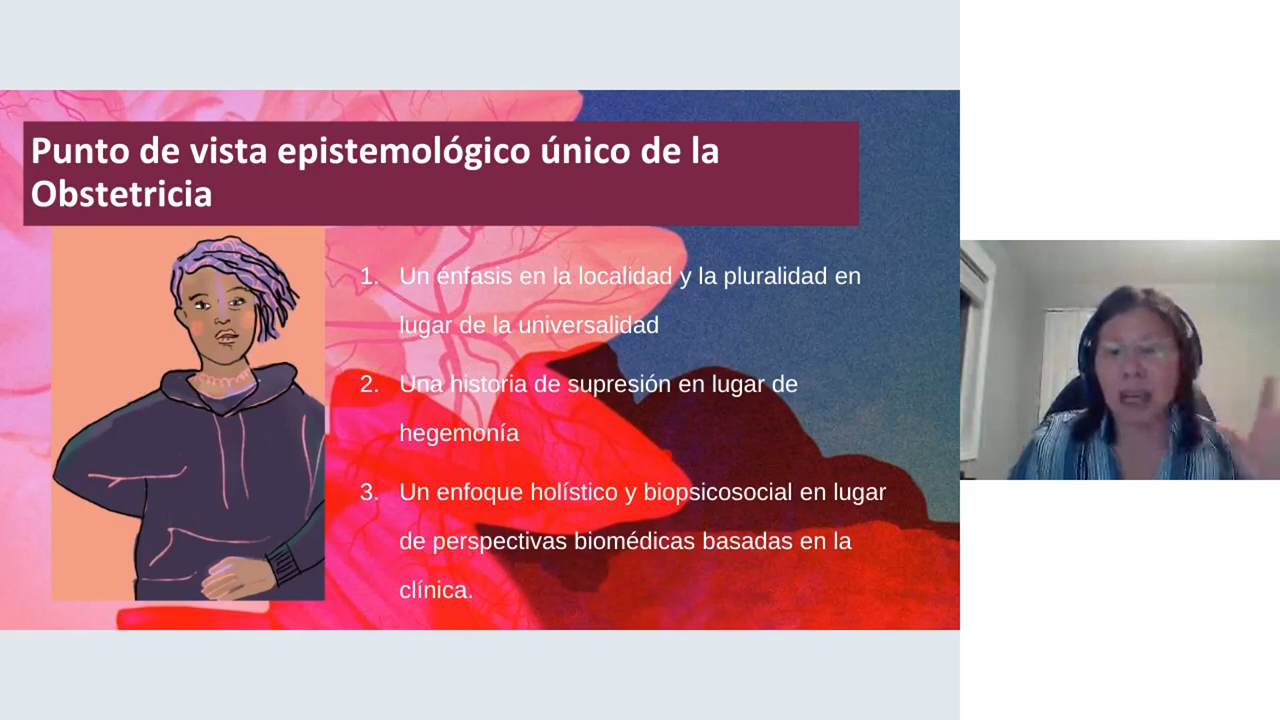 Punto de vista epistemológico único de la
Obstetricia
1. Un énfasis en la localidad y la pluralidad en
lugar de la universalidad
2. Una historia de supresión en lugar de
hegemonía
3. Un enfoque holístico y biopsicosocial en lugar
de perspectivas biomédicas basadas en la
clínica.